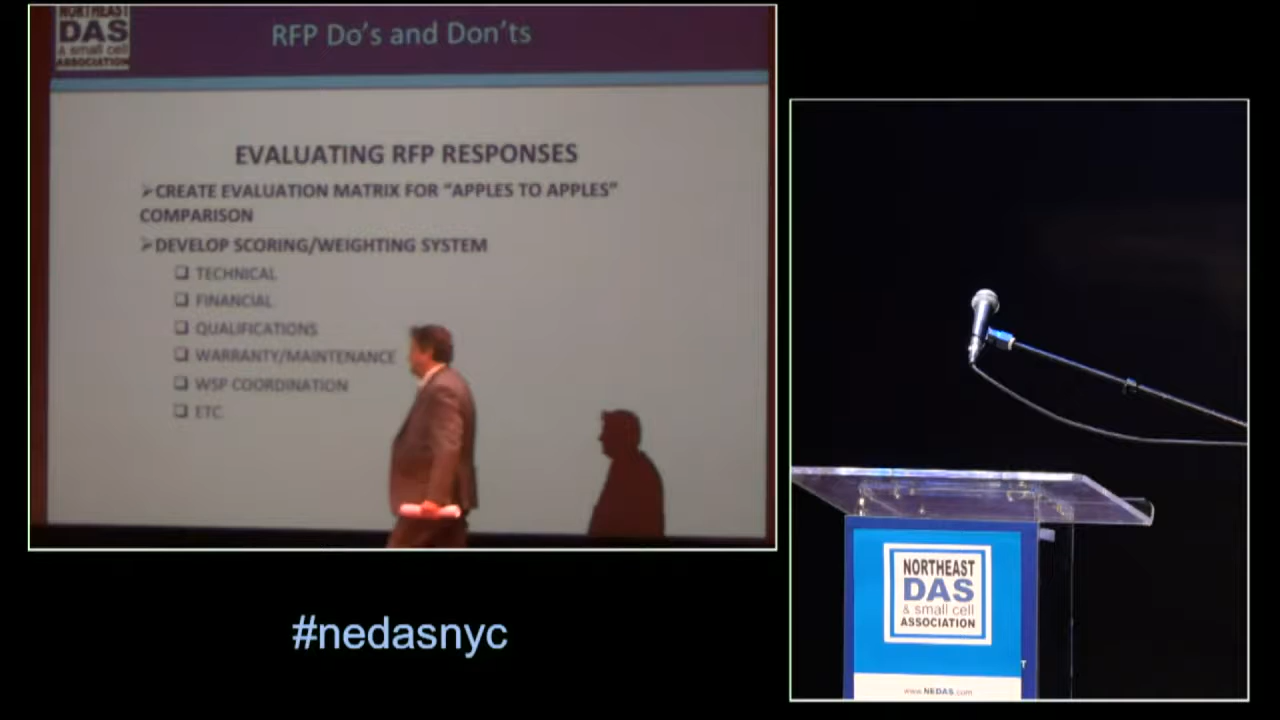 NORTHEAST
DAS
& small cell
ASSOCIATION
RFP Do's and Don'ts
EVALUATING RFP RESPONSES
➢CREATE EVALUATION MATRIX FOR “APPLES TO APPLES”
COMPARISON
➢DEVELOP SCORING/WEIGHTING SYSTEM
❑ TECHNICAL
❑ FINANCIAL
❑ QUALIFICATIONS
❑ WARRANTY/MAINTENANCE
❑ WSP COORDINATION
❑ ETC.
#nedasnyc
NORTHEAST
DAS
& small cell
ASSOCIATION
T
www.NEDAS.com